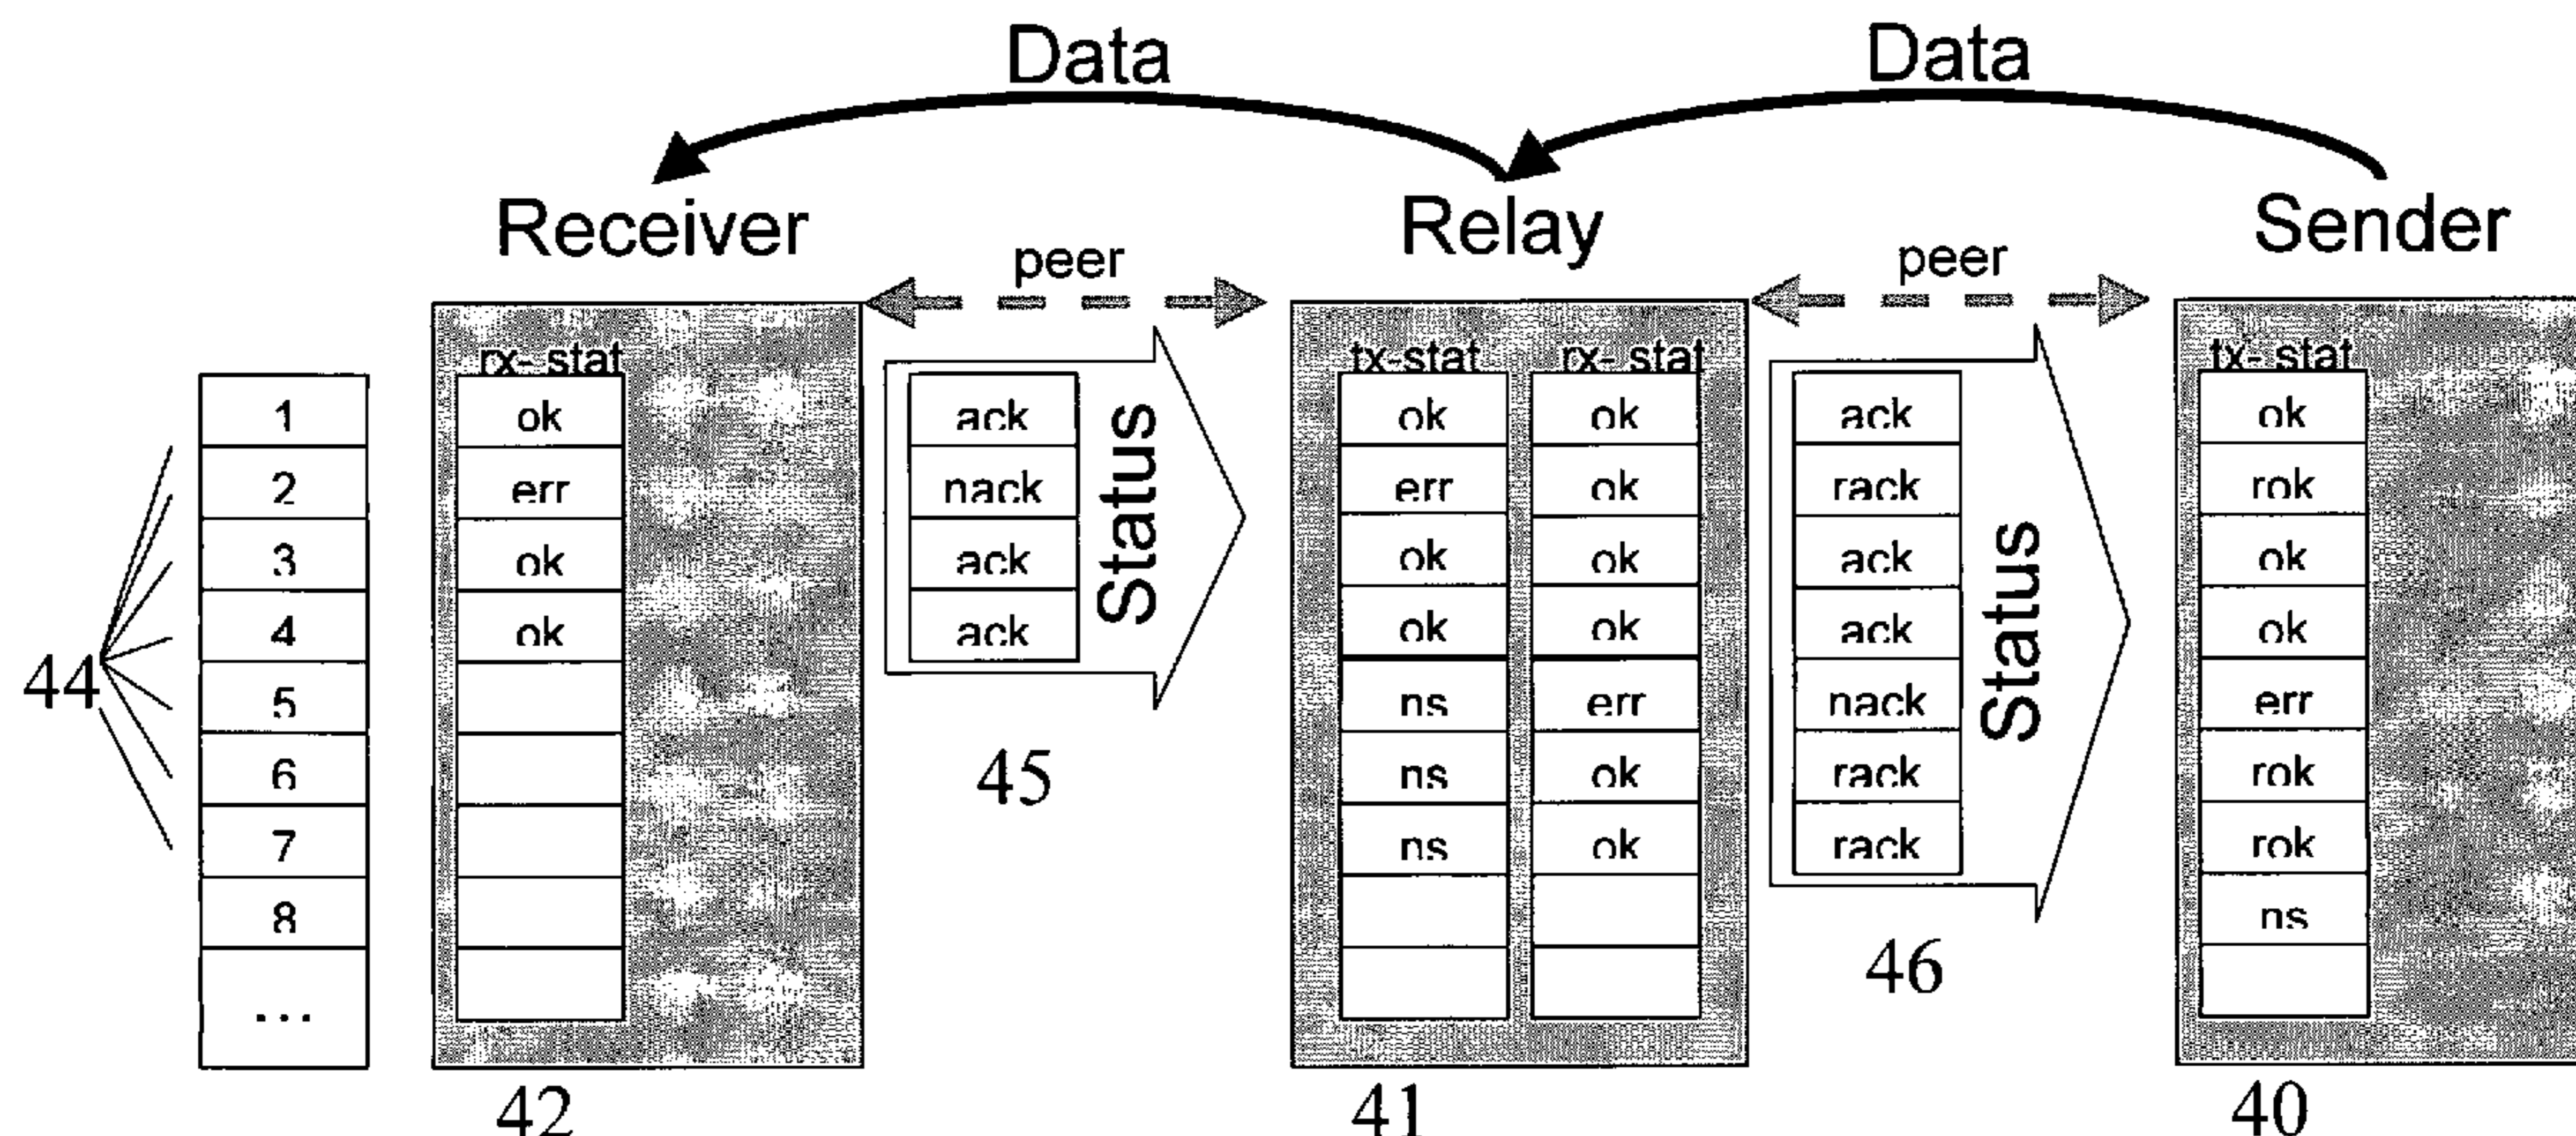 Data Data
Receiver Relay Sender
peer peer
rx- stat tx-stat rx- stat tx- stat
1 ok ack ok ok ack ok
2 err nack err ok rack rok
3 ok ack ok ok ack ok
4 ok ack ok ok ack ok
5 ns err nack err
6 ns ok rack rok
7 ns ok rack rok
8 ns
...
Status
Status
44
45
46
42 41 40